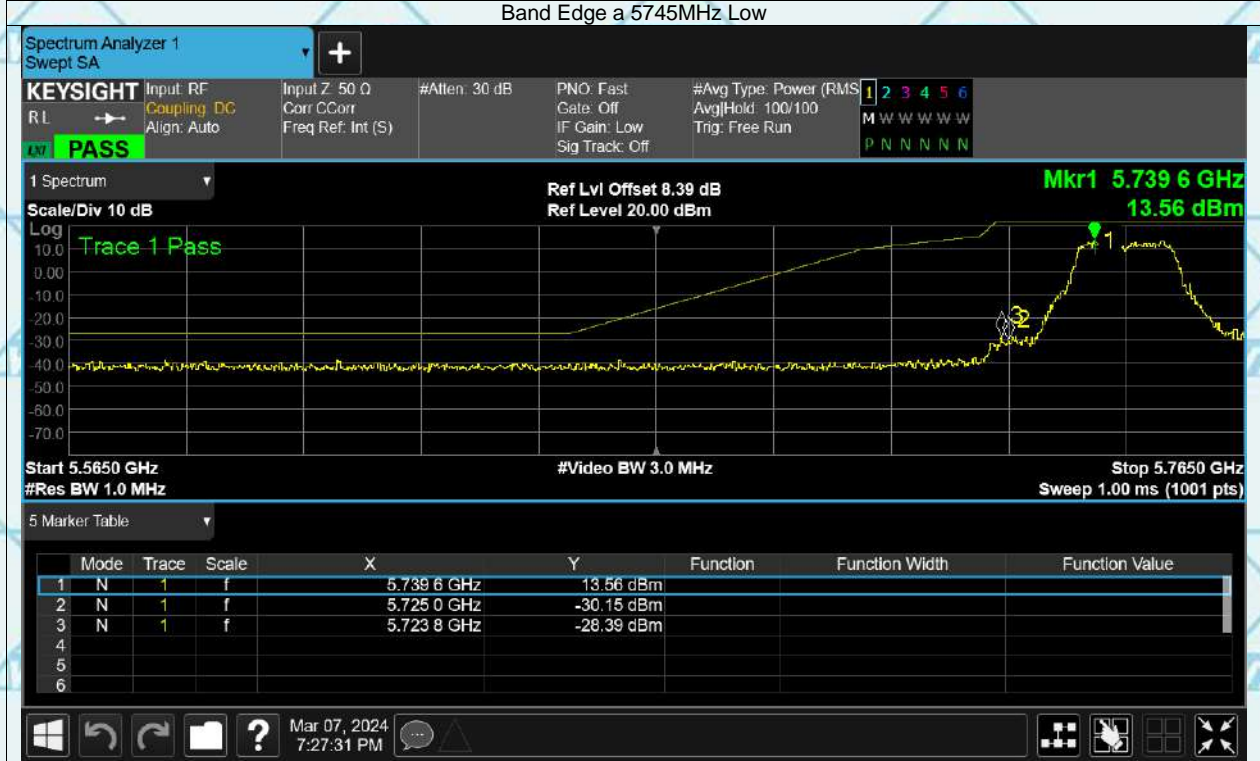 Band Edge a 5745MHz Low
Spectrum Analyzer 1
Swept SA
+
KEYSIGHT Input: RF Input Z: 50 Ω #Atten: 30 dB PNO: Fast #Avg Type: Power (RMS 1 2 3 4 5 6
RL Coupling: DC Corr CCorr Gate: Off Avg|Hold: 100/100 M W W W W W
Align: Auto Freq Ref: Int (S) IF Gain: Low Trig: Free Run
LXI PASS Sig Track: Off P N N N N N
1 Spectrum Ref Lvl Offset 8.39 dB Mkr1 5.739 6 GHz
Scale/Div 10 dB Ref Level 20.00 dBm 13.56 dBm
Log
Trace 1 Pass
1
10.0
0.00
-10.0
-20.0
3 2
-30.0
-40.0
-50.0
-60.0
-70.0
Start 5.5650 GHz #Video BW 3.0 MHz Stop 5.7650 GHz
#Res BW 1.0 MHz Sweep 1.00 ms (1001 pts)
5 Marker Table
Mode Trace Scale X Y Function Function Width Function Value
1 N 1 f 5.739 6 GHz 13.56 dBm
2 N 1 f 5.725 0 GHz -30.15 dBm
3 N 1 f 5.723 8 GHz -28.39 dBm
4
5
6
? Mar 07, 2024
7:27:31 PM